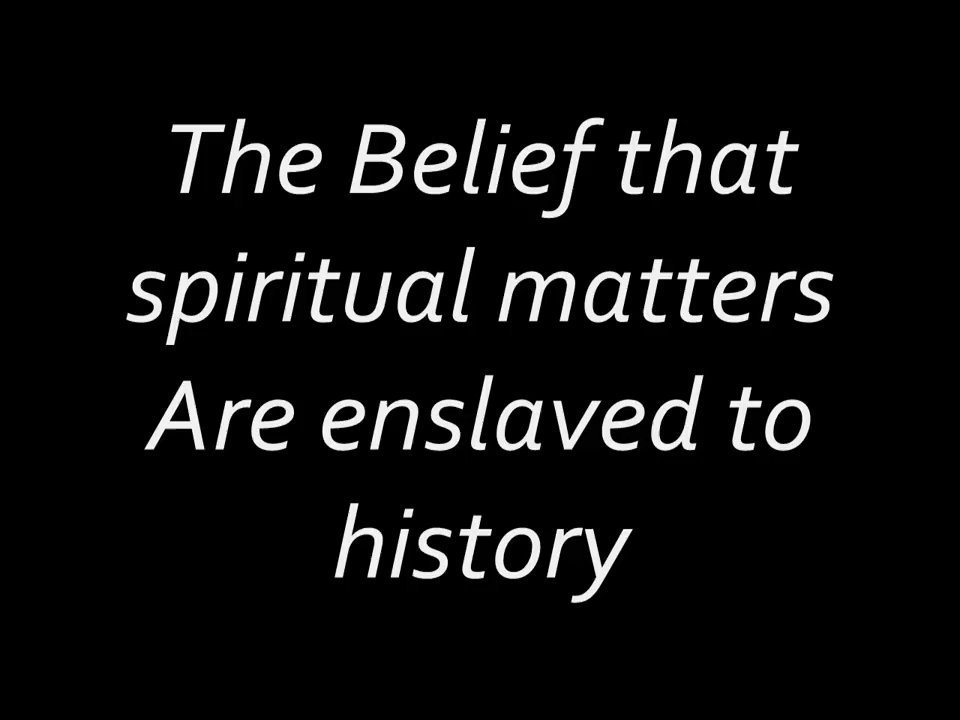 The Belief that
spiritual matters
Are enslaved to
history